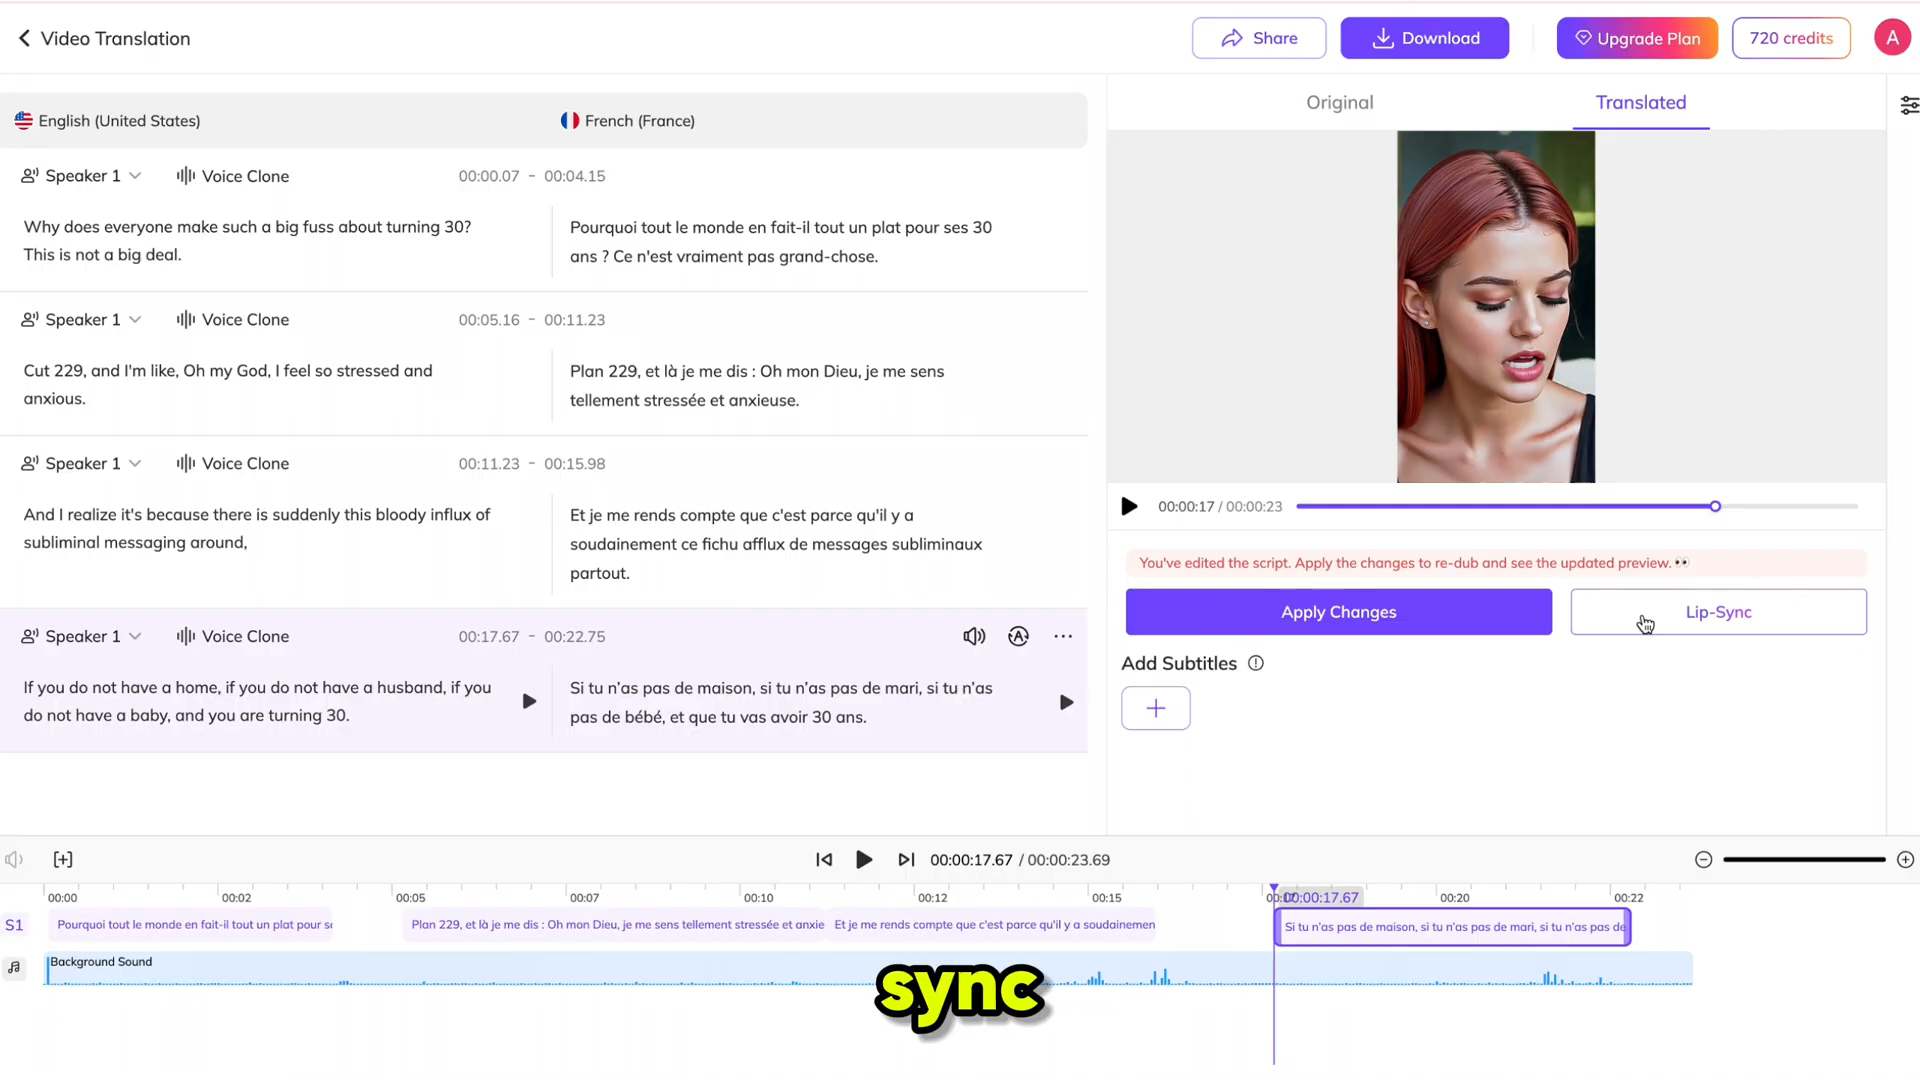 Video Translation
Share
Download
Upgrade Plan
720 credits
A
English (United States)
French (France)
Speaker 1
Voice Clone
00:00.07 - 00:04.15
Why does everyone make such a big fuss about turning 30?
This is not a big deal.
Pourquoi tout le monde en fait-il tout un plat pour ses 30
ans ? Ce n'est vraiment pas grand-chose.
Speaker 1
Voice Clone
00:05.16 - 00:11.23
Cut 229, and I'm like, Oh my God, I feel so stressed and
anxious.
Plan 229, et là je me dis : Oh mon Dieu, je me sens
tellement stressée et anxieuse.
Speaker 1
Voice Clone
00:11.23 - 00:15.98
And I realize it's because there is suddenly this bloody influx of
subliminal messaging around,
Et je me rends compte que c'est parce qu'il y a
soudainement ce fichu afflux de messages subliminaux
partout.
Speaker 1
Voice Clone
00:17.67 - 00:22.75
If you do not have a home, if you do not have a husband, if you
do not have a baby, and you are turning 30.
Si tu n’as pas de maison, si tu n’as pas de mari, si tu n’as
pas de bébé, et que tu vas avoir 30 ans.
Original
Translated
00:00:17 / 00:00:23
You've edited the script. Apply the changes to re-dub and see the updated preview. 👀
Apply Changes
Lip-Sync
Add Subtitles
00:00:17.67 / 00:00:23.69
00:00
00:02
00:05
00:07
00:10
00:12
00:15
00:00:17.67
00:20
00:22
S1
Pourquoi tout le monde en fait-il tout un plat pour se
Plan 229, et là je me dis : Oh mon Dieu, je me sens tellement stressée et anxie
Et je me rends compte que c'est parce qu'il y a soudainemen
Si tu n’as pas de maison, si tu n’as pas de mari, si tu n’as pas de
Background Sound
sync